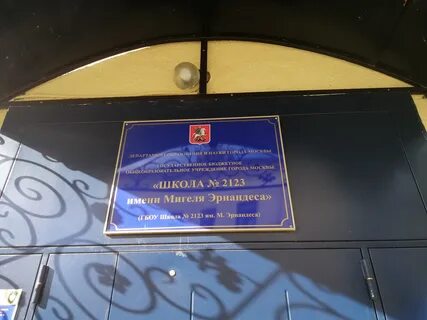 ДЕПАРТАМЕНТ ОБРАЗОВАНИЯ И НАУКИ ГОРОДА МОСКВЫ
ГОСУДАРСТВЕННОЕ БЮДЖЕТНОЕ
ОБЩЕОБРАЗОВАТЕЛЬНОЕ УЧРЕЖДЕНИЕ ГОРОДА МОСКВЫ
«ШКОЛА № 2123
имени Мигеля Эрнандеса»
(ГБОУ Школа № 2123 им. М. Эрнандеса)